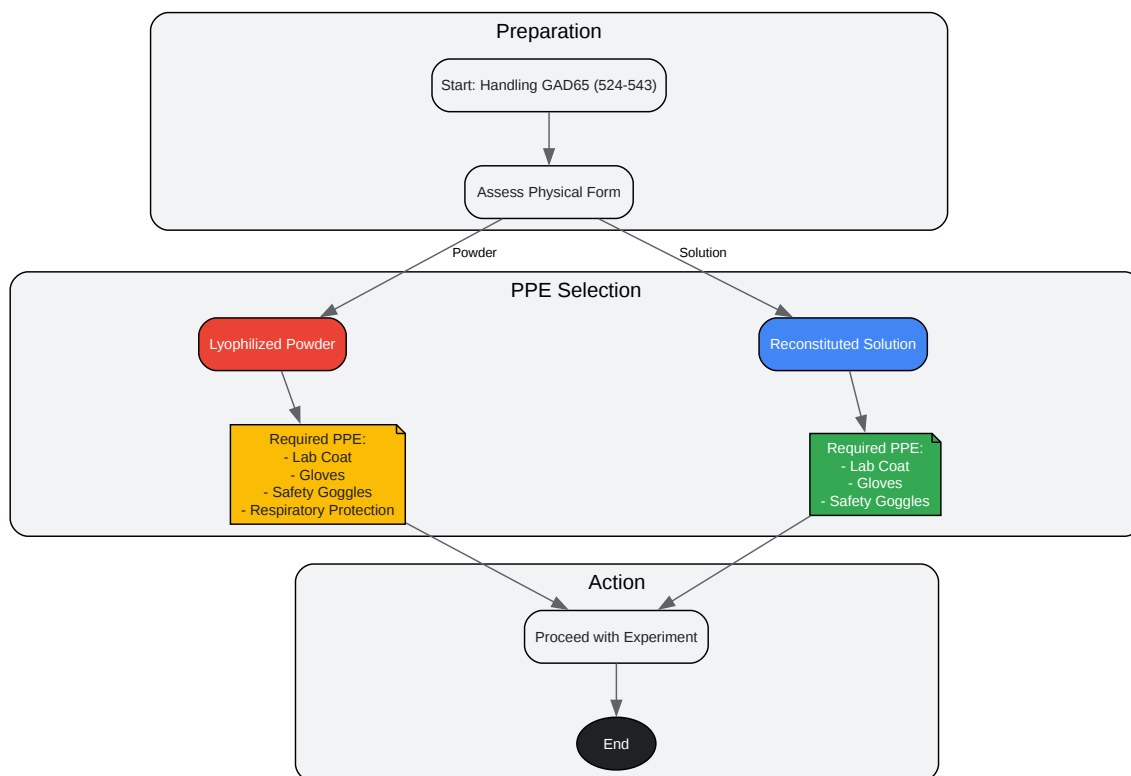 Preparation
Start: Handling GAD65 (524-543)
Assess Physical Form
Powder
Solution
PPE Selection
Lyophilized Powder
Reconstituted Solution
Required PPE:
- Lab Coat
- Gloves
- Safety Goggles
- Respiratory Protection
Required PPE:
- Lab Coat
- Gloves
- Safety Goggles
Action
Proceed with Experiment
End